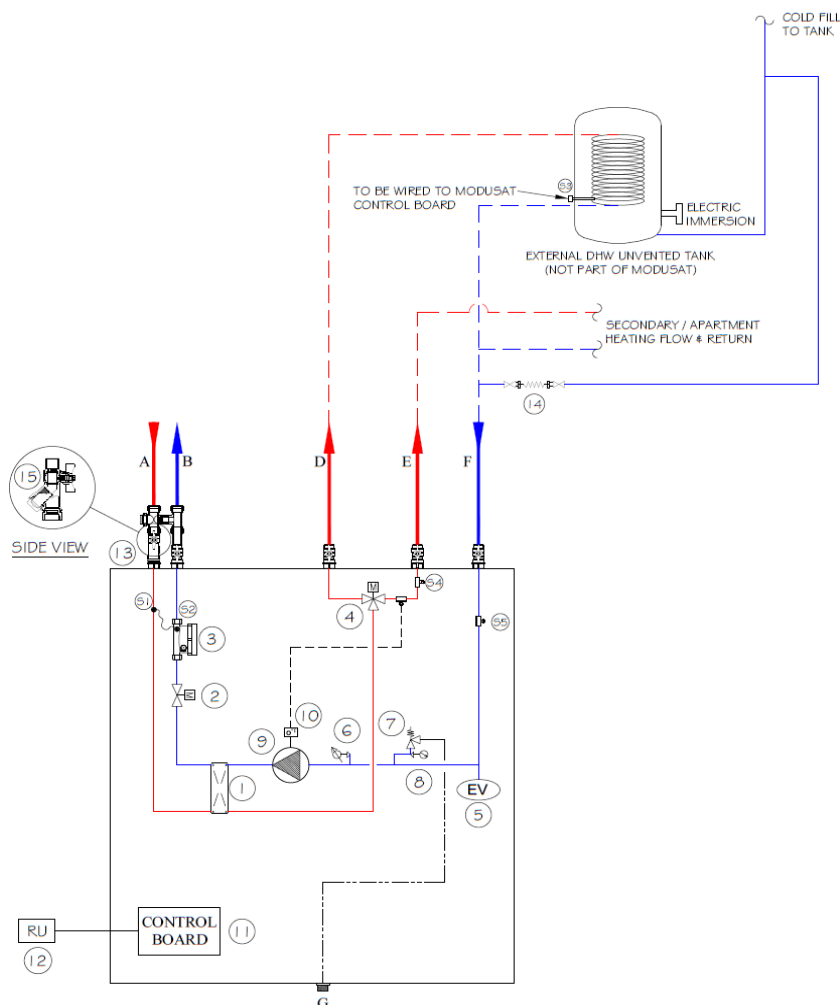 COLD FILL
TO TANK
S3
TO BE WIRED TO MODUSAT
CONTROL BOARD
ELECTRIC
IMMERSION
EXTERNAL DHW UNVENTED TANK
(NOT PART OF MODUSAT)
SECONDARY / APARTMENT
HEATING FLOW & RETURN
14
A
B
D
E
F
15
SIDE VIEW
13
M
S4
4
S1
S2
S5
3
2
M
10
6
7
9
8
1
EV
5
RU
12
CONTROL
BOARD
11
G